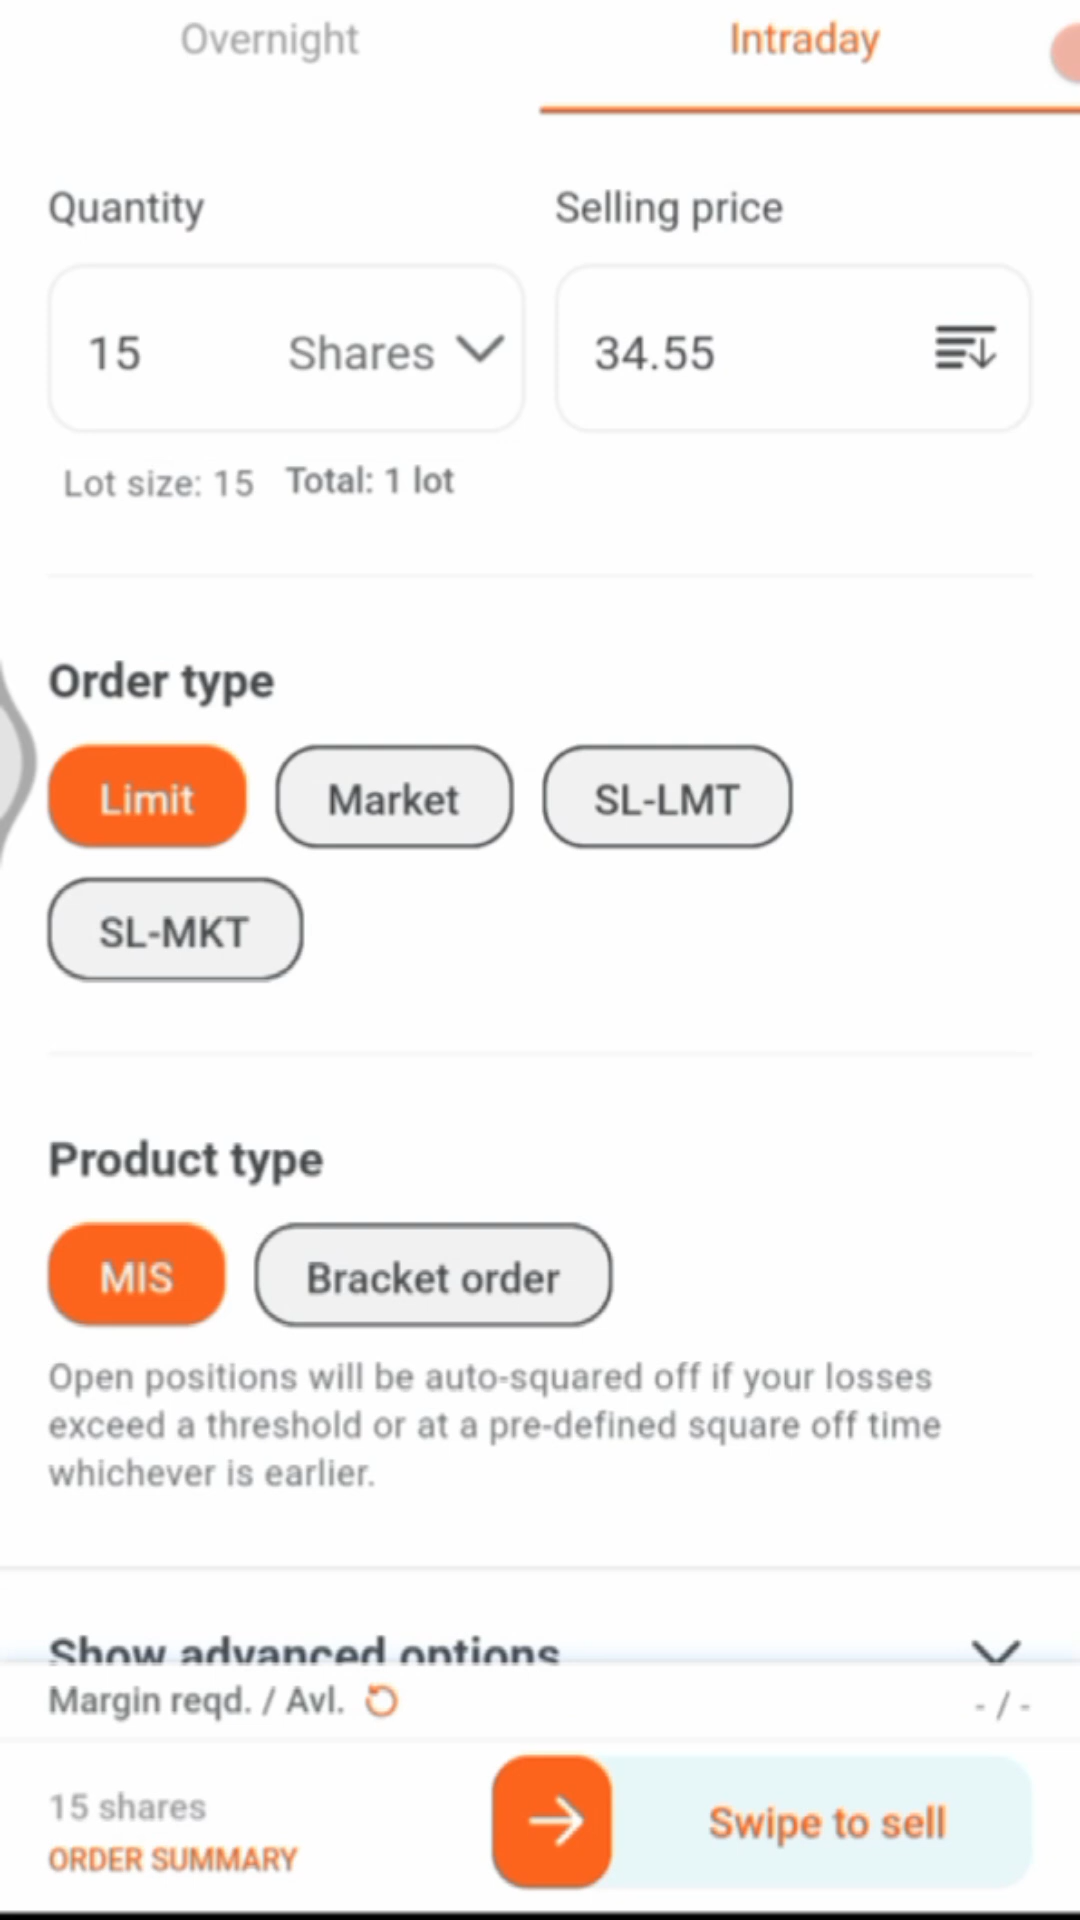 Overnight Intraday
Quantity Selling price
15 Shares 34.55
Lot size: 15 Total: 1 lot
Order type
Limit Market SL-LMT
SL-MKT
Product type
MIS Bracket order
Open positions will be auto-squared off if your losses
exceed a threshold or at a pre-defined square off time
whichever is earlier.
Show advanced options
Margin reqd. / Avl. - / -
15 shares
ORDER SUMMARY
Swipe to sell